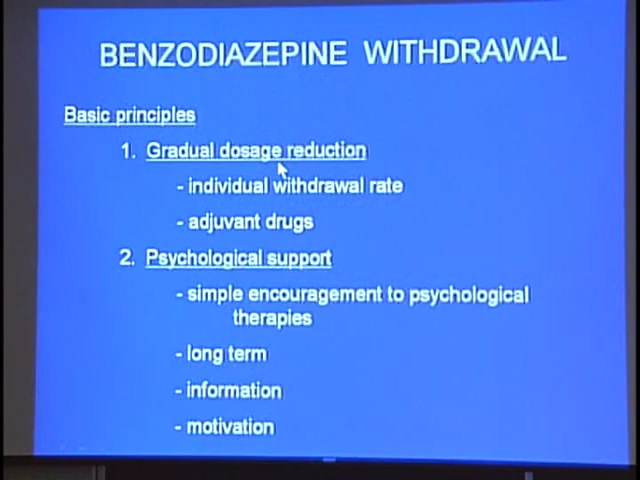 BENZODIAZEPINE WITHDRAWAL
Basic principles
1. Gradual dosage reduction
- individual withdrawal rate
- adjuvant drugs
2. Psychological support
- simple encouragement to psychological
therapies
- long term
- information
- motivation